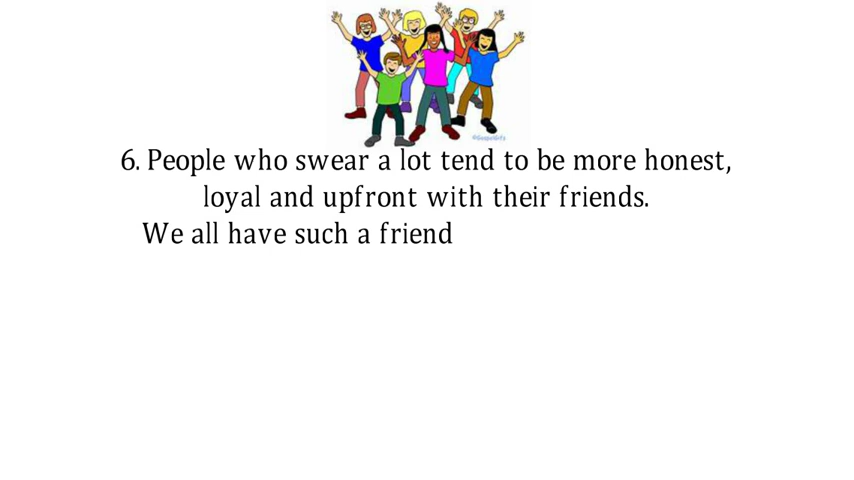 6. People who swear a lot tend to be more honest,
loyal and upfront with their friends.
We all have such a friend